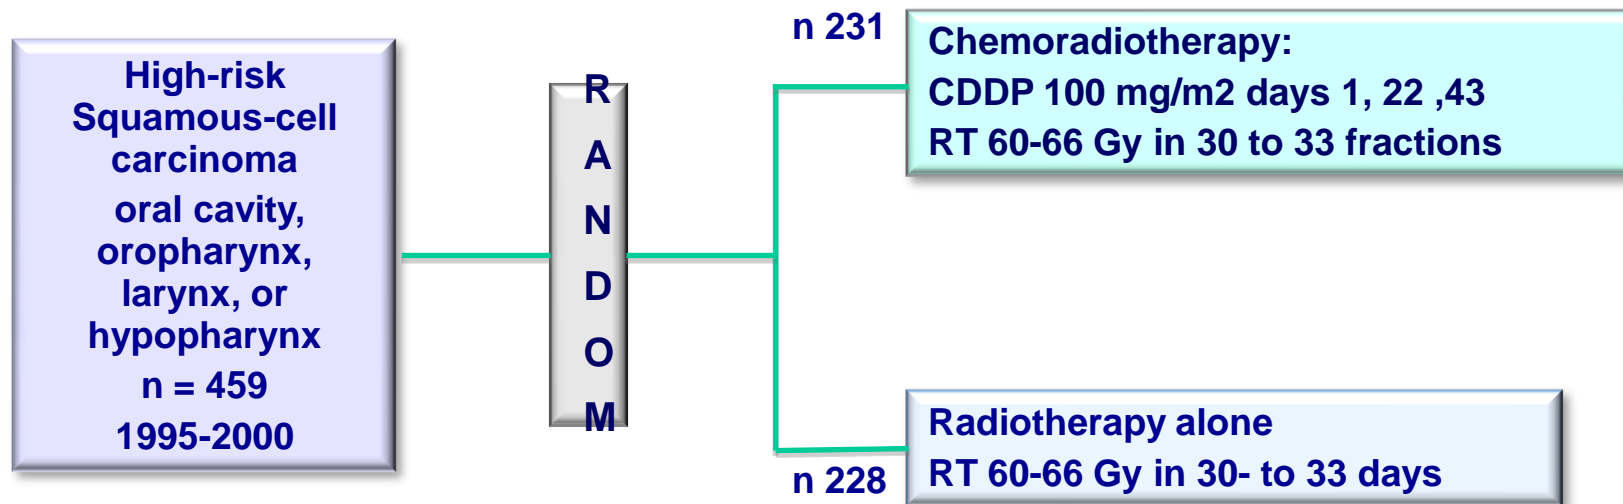 High-risk
Squamous-cell
carcinoma
oral cavity,
oropharynx,
larynx, or
hypopharynx
n = 459
1995-2000
R
A
N
D
O
M
n 231
Chemoradiotherapy:
CDDP 100 mg/m2 days 1, 22 ,43
RT 60-66 Gy in 30 to 33 fractions
n 228
Radiotherapy alone
RT 60-66 Gy in 30- to 33 days